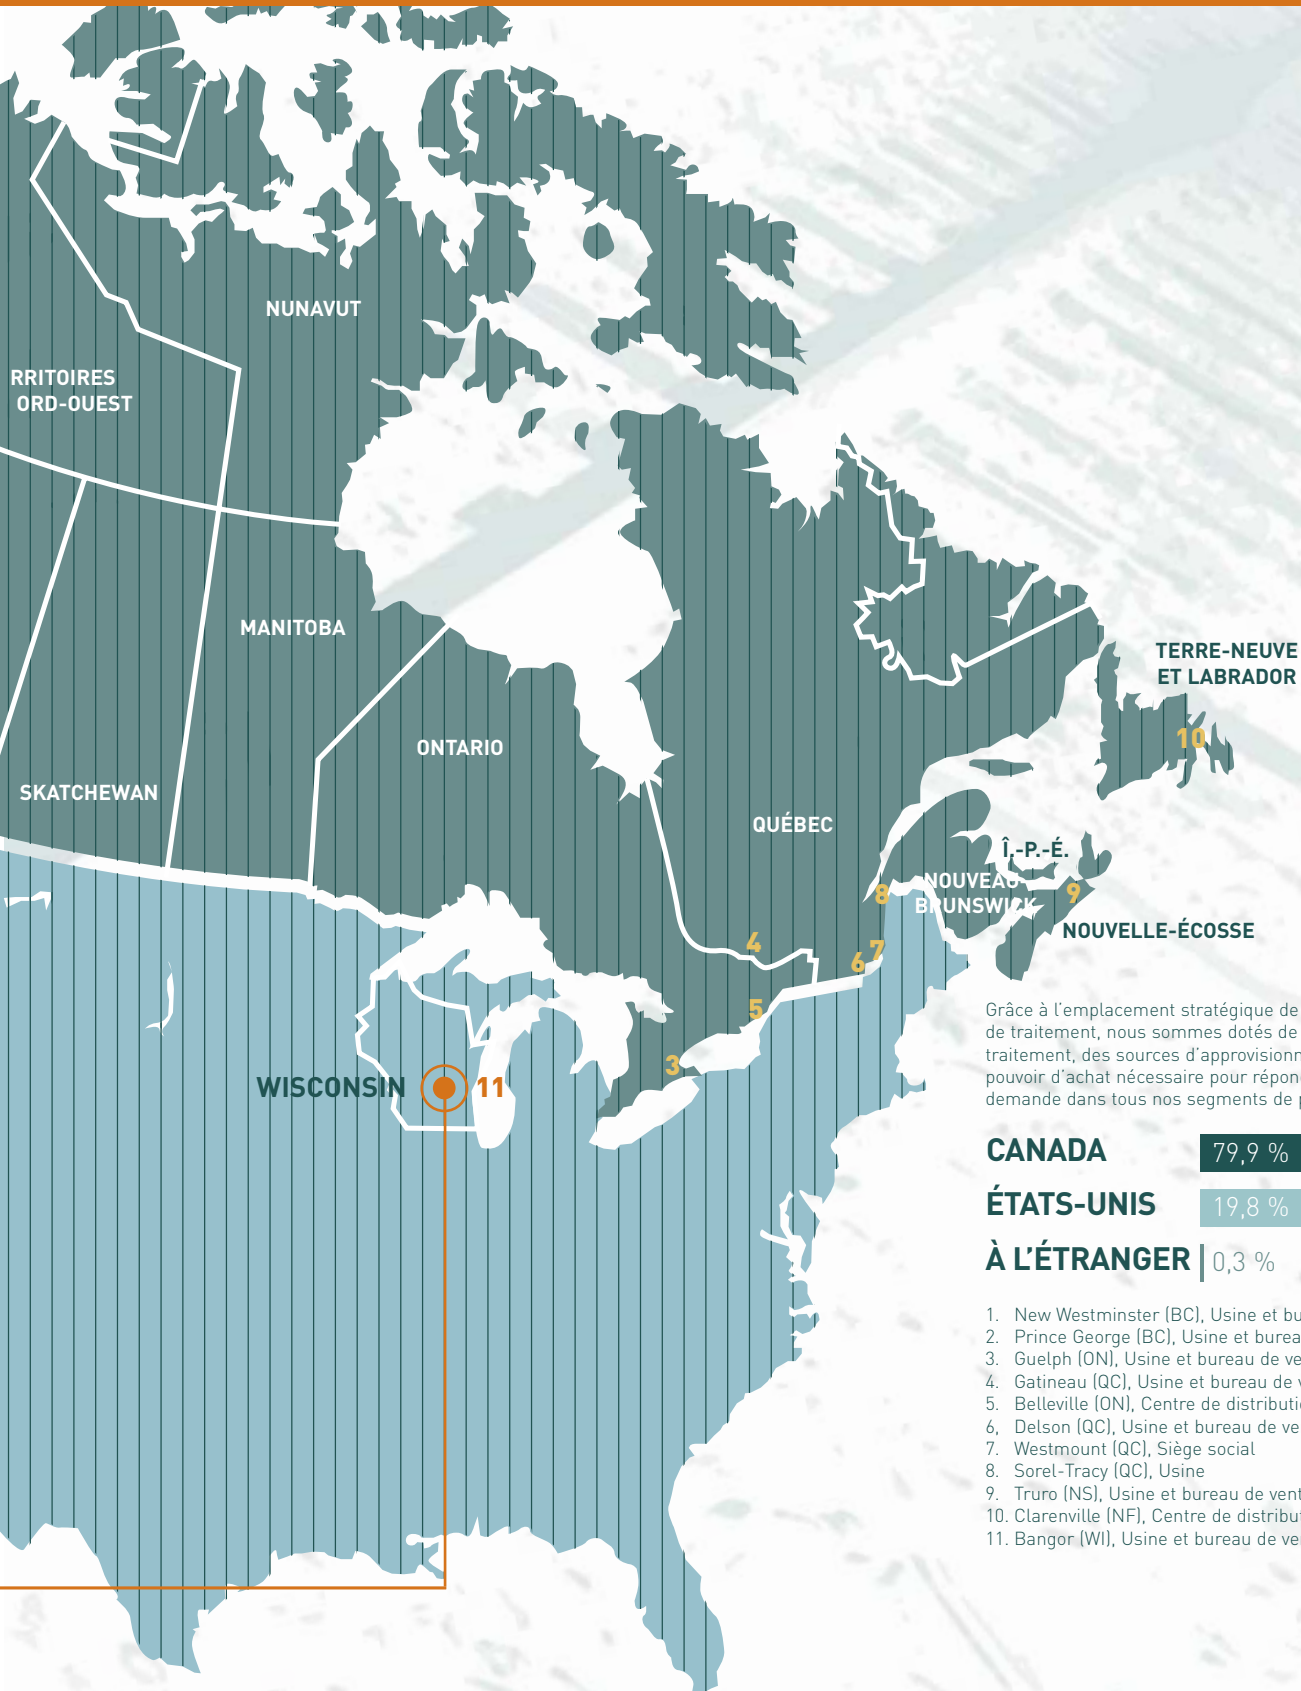 NUNAVUT
RRITOIRES
ORD-OUEST
MANITOBA
TERRE-NEUVE
ET LABRADOR
10
ONTARIO
SKATCHEWAN
QUÉBEC
Î.-P.-É.
NOUVEAU-
BRUNSWICK
8
9
NOUVELLE-ÉCOSSE
4
7
6
5
3
WISCONSIN
11
Grâce à l’emplacement stratégique de
de traitement, nous sommes dotés de
traitement, des sources d’approvisionn
pouvoir d’achat nécessaire pour répon
demande dans tous nos segments de p
CANADA 79,9 %
ÉTATS-UNIS 19,8 %
À L’ÉTRANGER 0,3 %
1. New Westminster (BC), Usine et bu
2. Prince George (BC), Usine et burea
3. Guelph (ON), Usine et bureau de ve
4. Gatineau (QC), Usine et bureau de v
5. Belleville (ON), Centre de distributi
6, Delson (QC), Usine et bureau de ve
7. Westmount (QC), Siège social
8. Sorel-Tracy (QC), Usine
9. Truro (NS), Usine et bureau de vent
10. Clarenville (NF), Centre de distribut
11. Bangor (WI), Usine et bureau de ve